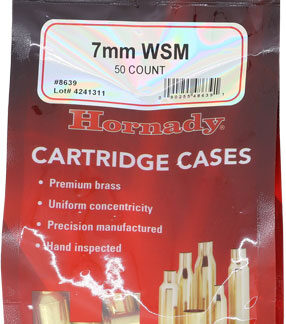 7mm WSM
50 COUNT
#8639
Lot# 4241311
Hornady
CARTRIDGE CASES
• Premium brass
• Uniform concentricity
• Precision manufactured
• Hand inspected